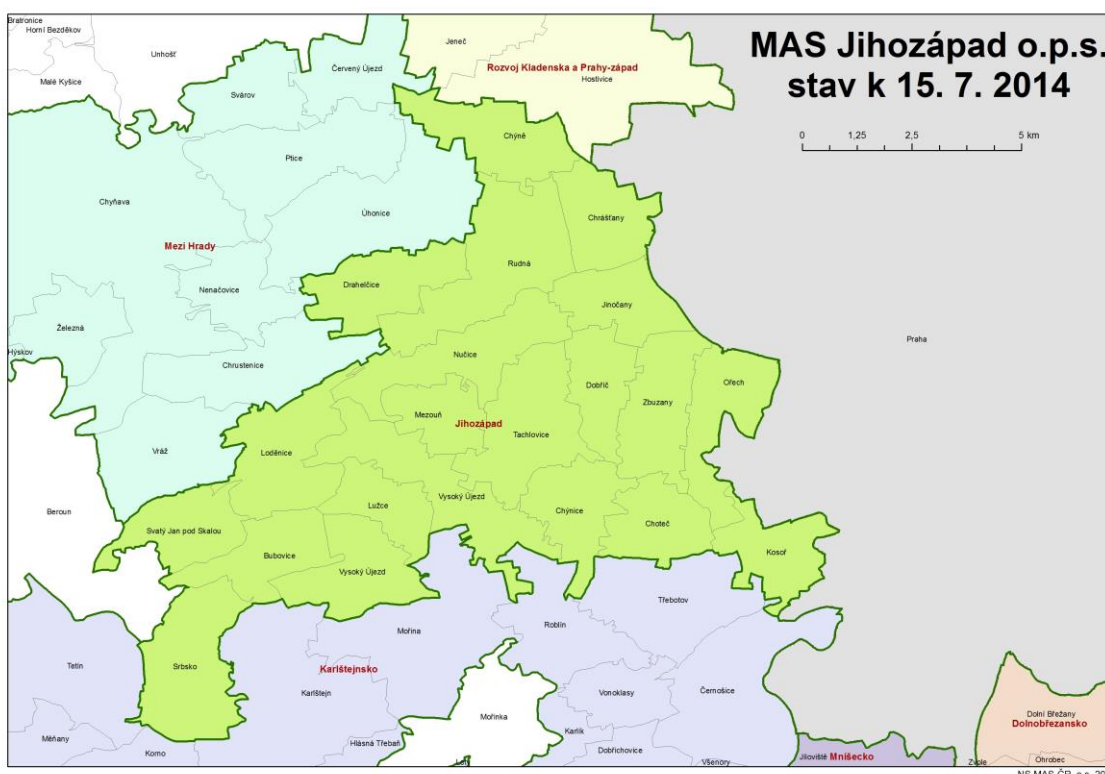 MAS Jihozápad o.p.s.
stav k 15. 7. 2014
0 1,25 2,5 5 km
Bratronice
Horní Bezděkov
Unhošť
Malé Kyšice
Červený Újezd
Svárov
Jeneč
Rozvoj Kladenska a Prahy-západ
Hostivice
Chýně
Ptice
Chyňava
Úhonice
Chrášťany
Mezi Hrady
Rudná
Nenačovice
Drahelčice
Jinočany
Železná
Praha
Hýskov
Chrustenice
Nučice
Dobříč
Zbuzany
Ořech
Mezouň
Jihozápad
Tachlovice
Vráž
Loděnice
Vysoký Újezd
Lužce
Beroun
Chýnice
Choteč
Svatý Jan pod Skalou
Bubovice
Vysoký Újezd
Kosoř
Třebotov
Roblín
Mořina
Tetín
Srbsko
Karlštejnsko
Karlštejn
Vonoklasy
Černošice
Mořinka
Dolní Břežany
Dolnobřežansko
Měňany
Karlík
Hlásná Třebaň
Korno
Dobřichovice
Jíloviště
Mníšecko
Všenory
Zvole
Ohrobec